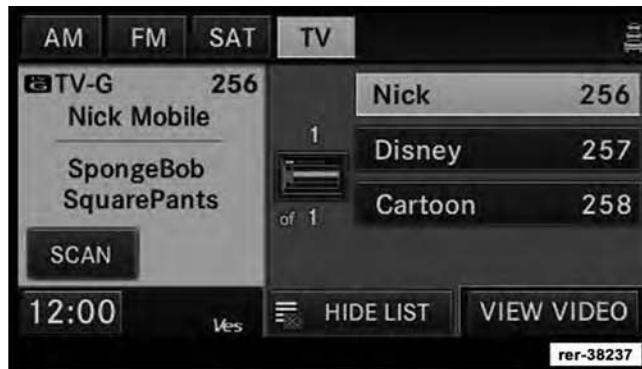 AM FM SAT TV
TV-G 256
Nick Mobile
SpongeBob
SquarePants
SCAN
1
of 1
Nick 256
Disney 257
Cartoon 258
12:00 Ves HIDE LIST VIEW VIDEO
rer-38237